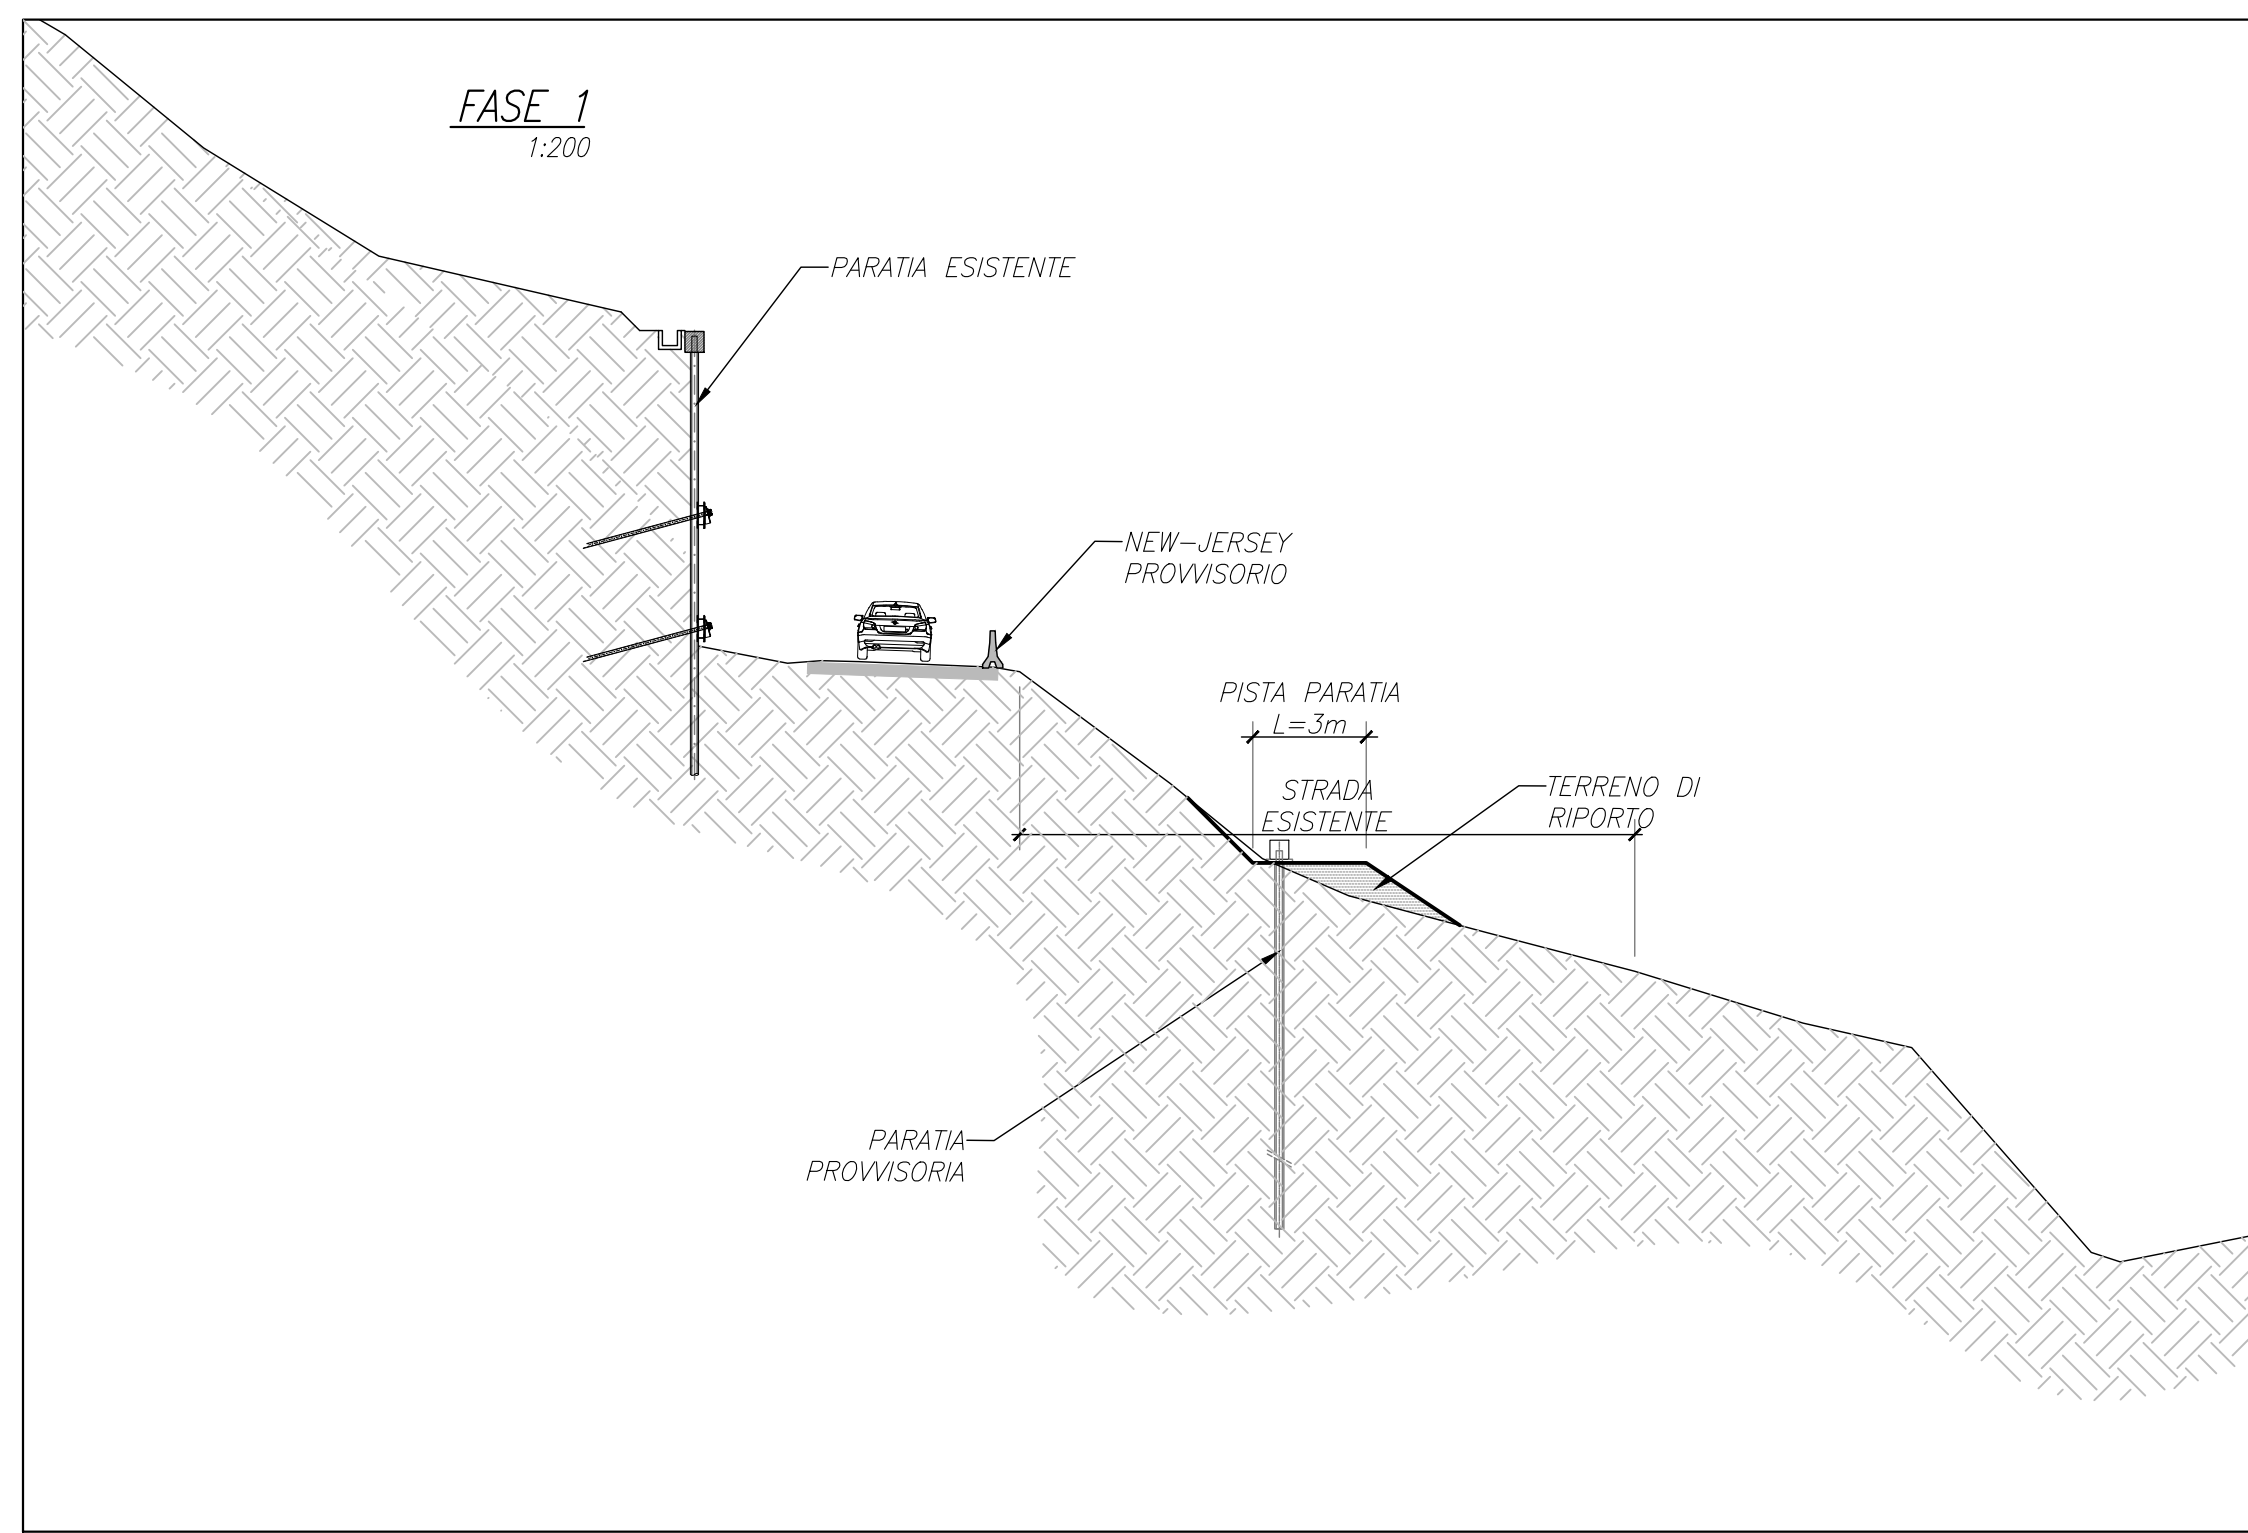 FASE 1
1:200
PARATIA ESISTENTE
NEW-JERSEY
PROVVISORIO
PISTA PARATIA
L=3m
STRADA
ESISTENTE
TERRENO DI
RIPORTO
PARATIA
PROVVISORIA